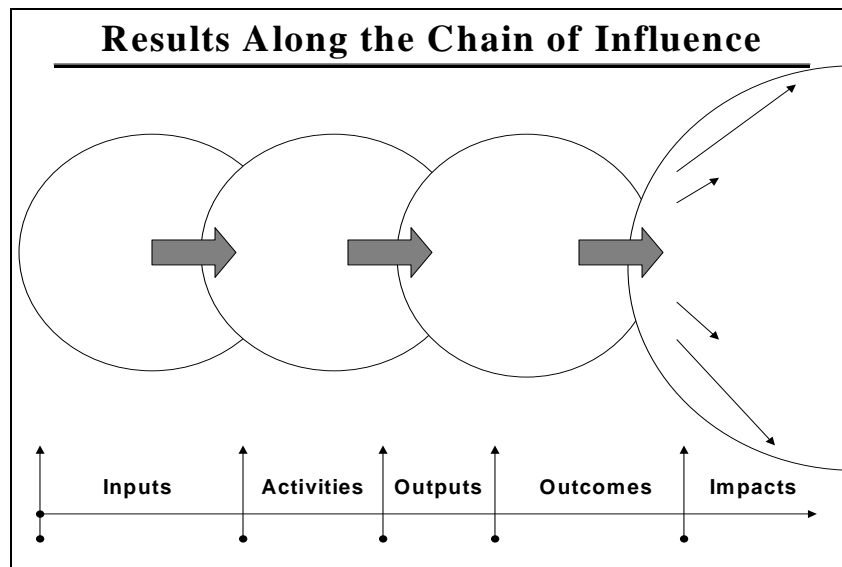 Results Along the Chain of Influence
Inputs Activities Outputs Outcomes Impacts